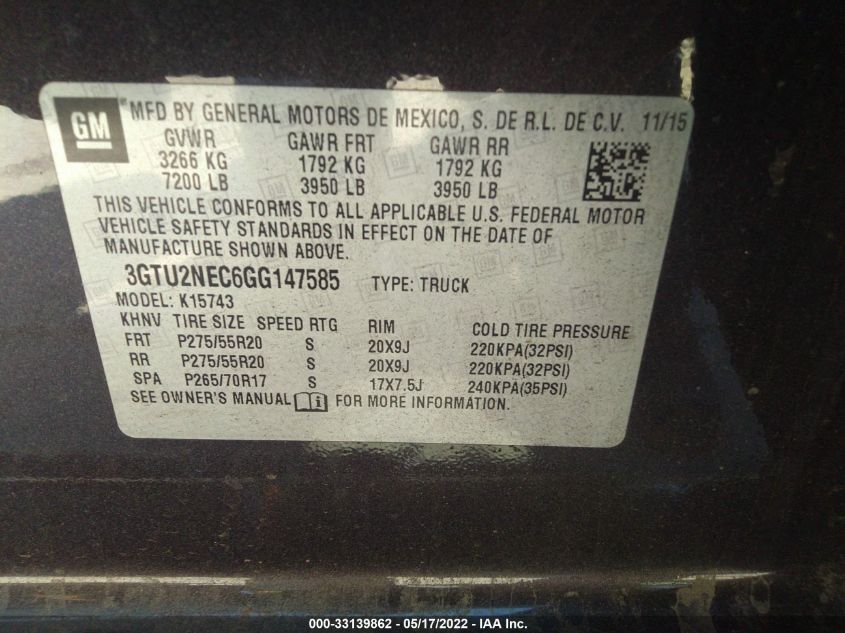 GM
MFD BY GENERAL MOTORS DE MEXICO, S. DE R.L. DE C.V. 11/15
GVWR GAWR FRT GAWR RR
3266 KG 1792 KG 1792 KG
7200 LB 3950 LB 3950 LB
THIS VEHICLE CONFORMS TO ALL APPLICABLE U.S. FEDERAL MOTOR
VEHICLE SAFETY STANDARDS IN EFFECT ON THE DATE OF
MANUFACTURE SHOWN ABOVE.
3GTU2NEC6GG147585 TYPE: TRUCK
MODEL: K15743
KHNV TIRE SIZE SPEED RTG RIM COLD TIRE PRESSURE
FRT P275/55R20 S 20X9J 220KPA(32PSI)
RR P275/55R20 S 20X9J 220KPA(32PSI)
SPA P265/70R17 S 17X7.5J 240KPA(35PSI)
SEE OWNER'S MANUAL FOR MORE INFORMATION.
000-33139862 - 05/17/2022 - IAA Inc.